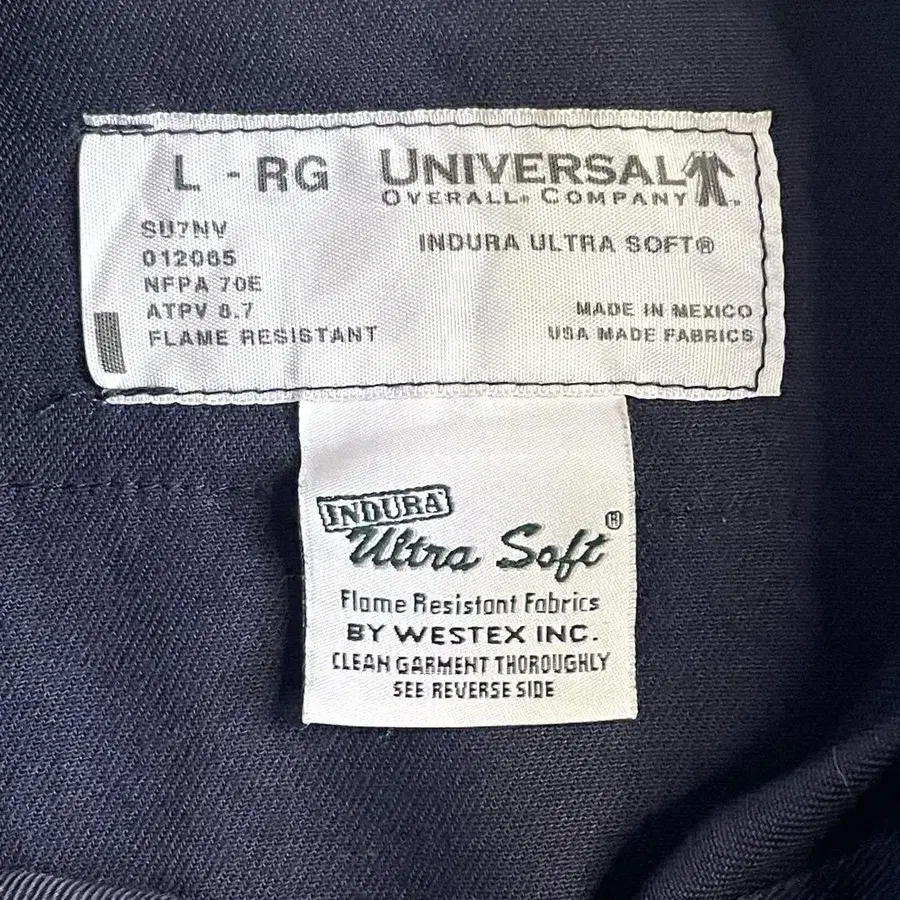 L - RG
UNIVERSAL
OVERALL® COMPANY
SU7NV
012065
NFPA 70E
ATPV 8.7
FLAME RESISTANT
INDURA ULTRA SOFT®
MADE IN MEXICO
USA MADE FABRICS
INDURA
Ultra Soft®
Flame Resistant Fabrics
BY WESTEX INC.
CLEAN GARMENT THOROUGHLY
SEE REVERSE SIDE